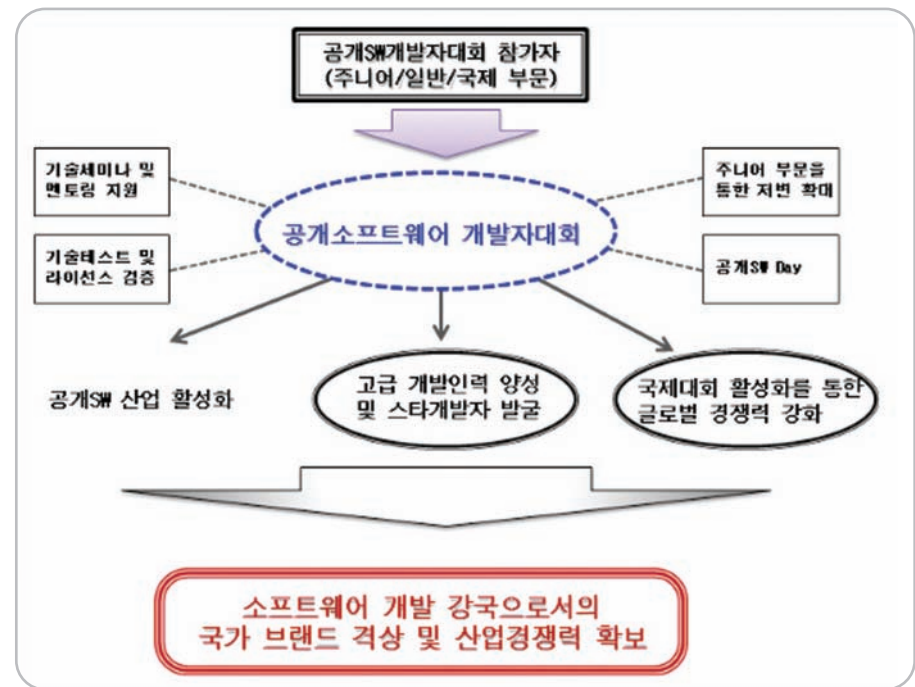 공개SW개발자대회 참가자
(주니어/일반/국제 부문)
기술세미나 및
멘토링 지원
주니어 부문을
통한 저변 확대
공개소프트웨어 개발자대회
기술테스트 및
라이선스 검증
공개SW Day
공개SW 산업 활성화
고급 개발인력 양성
및 스타개발자 발굴
국제대회 활성화를 통한
글로벌 경쟁력 강화
소프트웨어 개발 강국으로서의
국가 브랜드 격상 및 산업경쟁력 확보